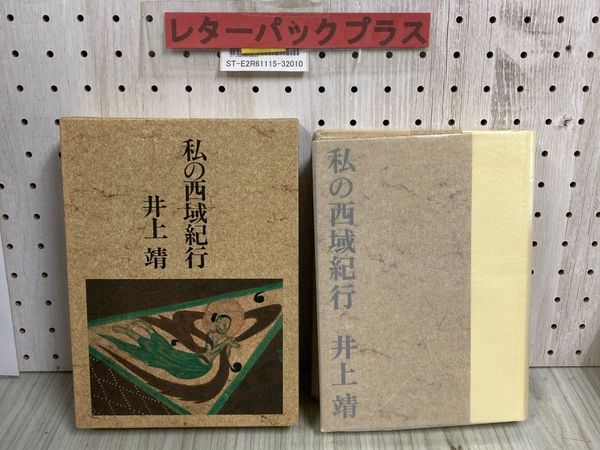 レターパックプラス
ST-E2R61115-32010
私の西域紀行
井上 靖
私の西域紀行 井上 靖